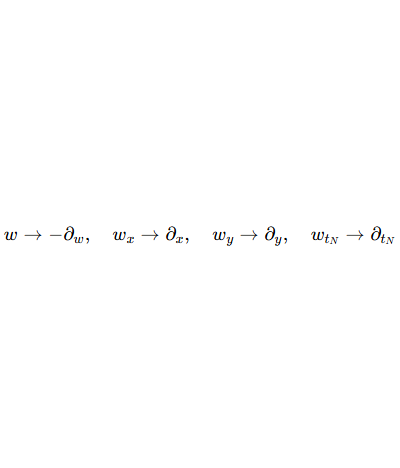 w → −∂_w,   w_x → ∂_x,   w_y → ∂_y,   w_{t_N} → ∂_{t_N}